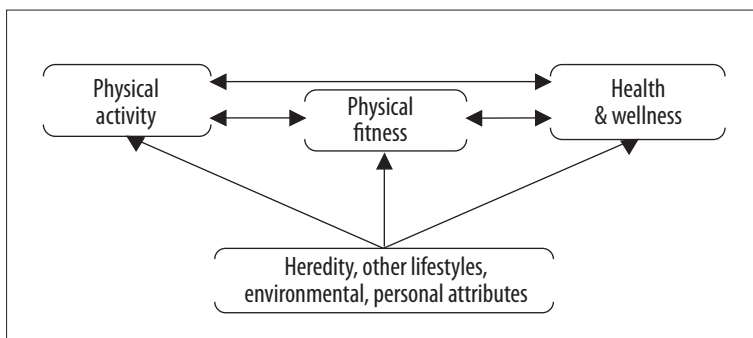 Physical
activity
Physical
fitness
Health
& wellness
Heredity, other lifestyles,
environmental, personal attributes